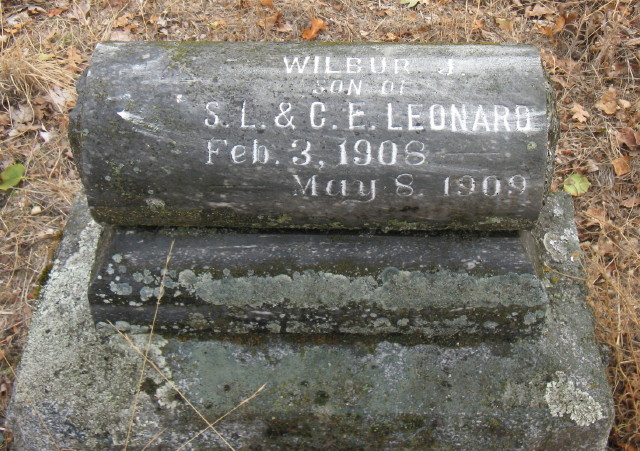 WILBUR J.
SON OF
S. L. & C. E. LEONARD
Feb. 3, 1908
May 8, 1909